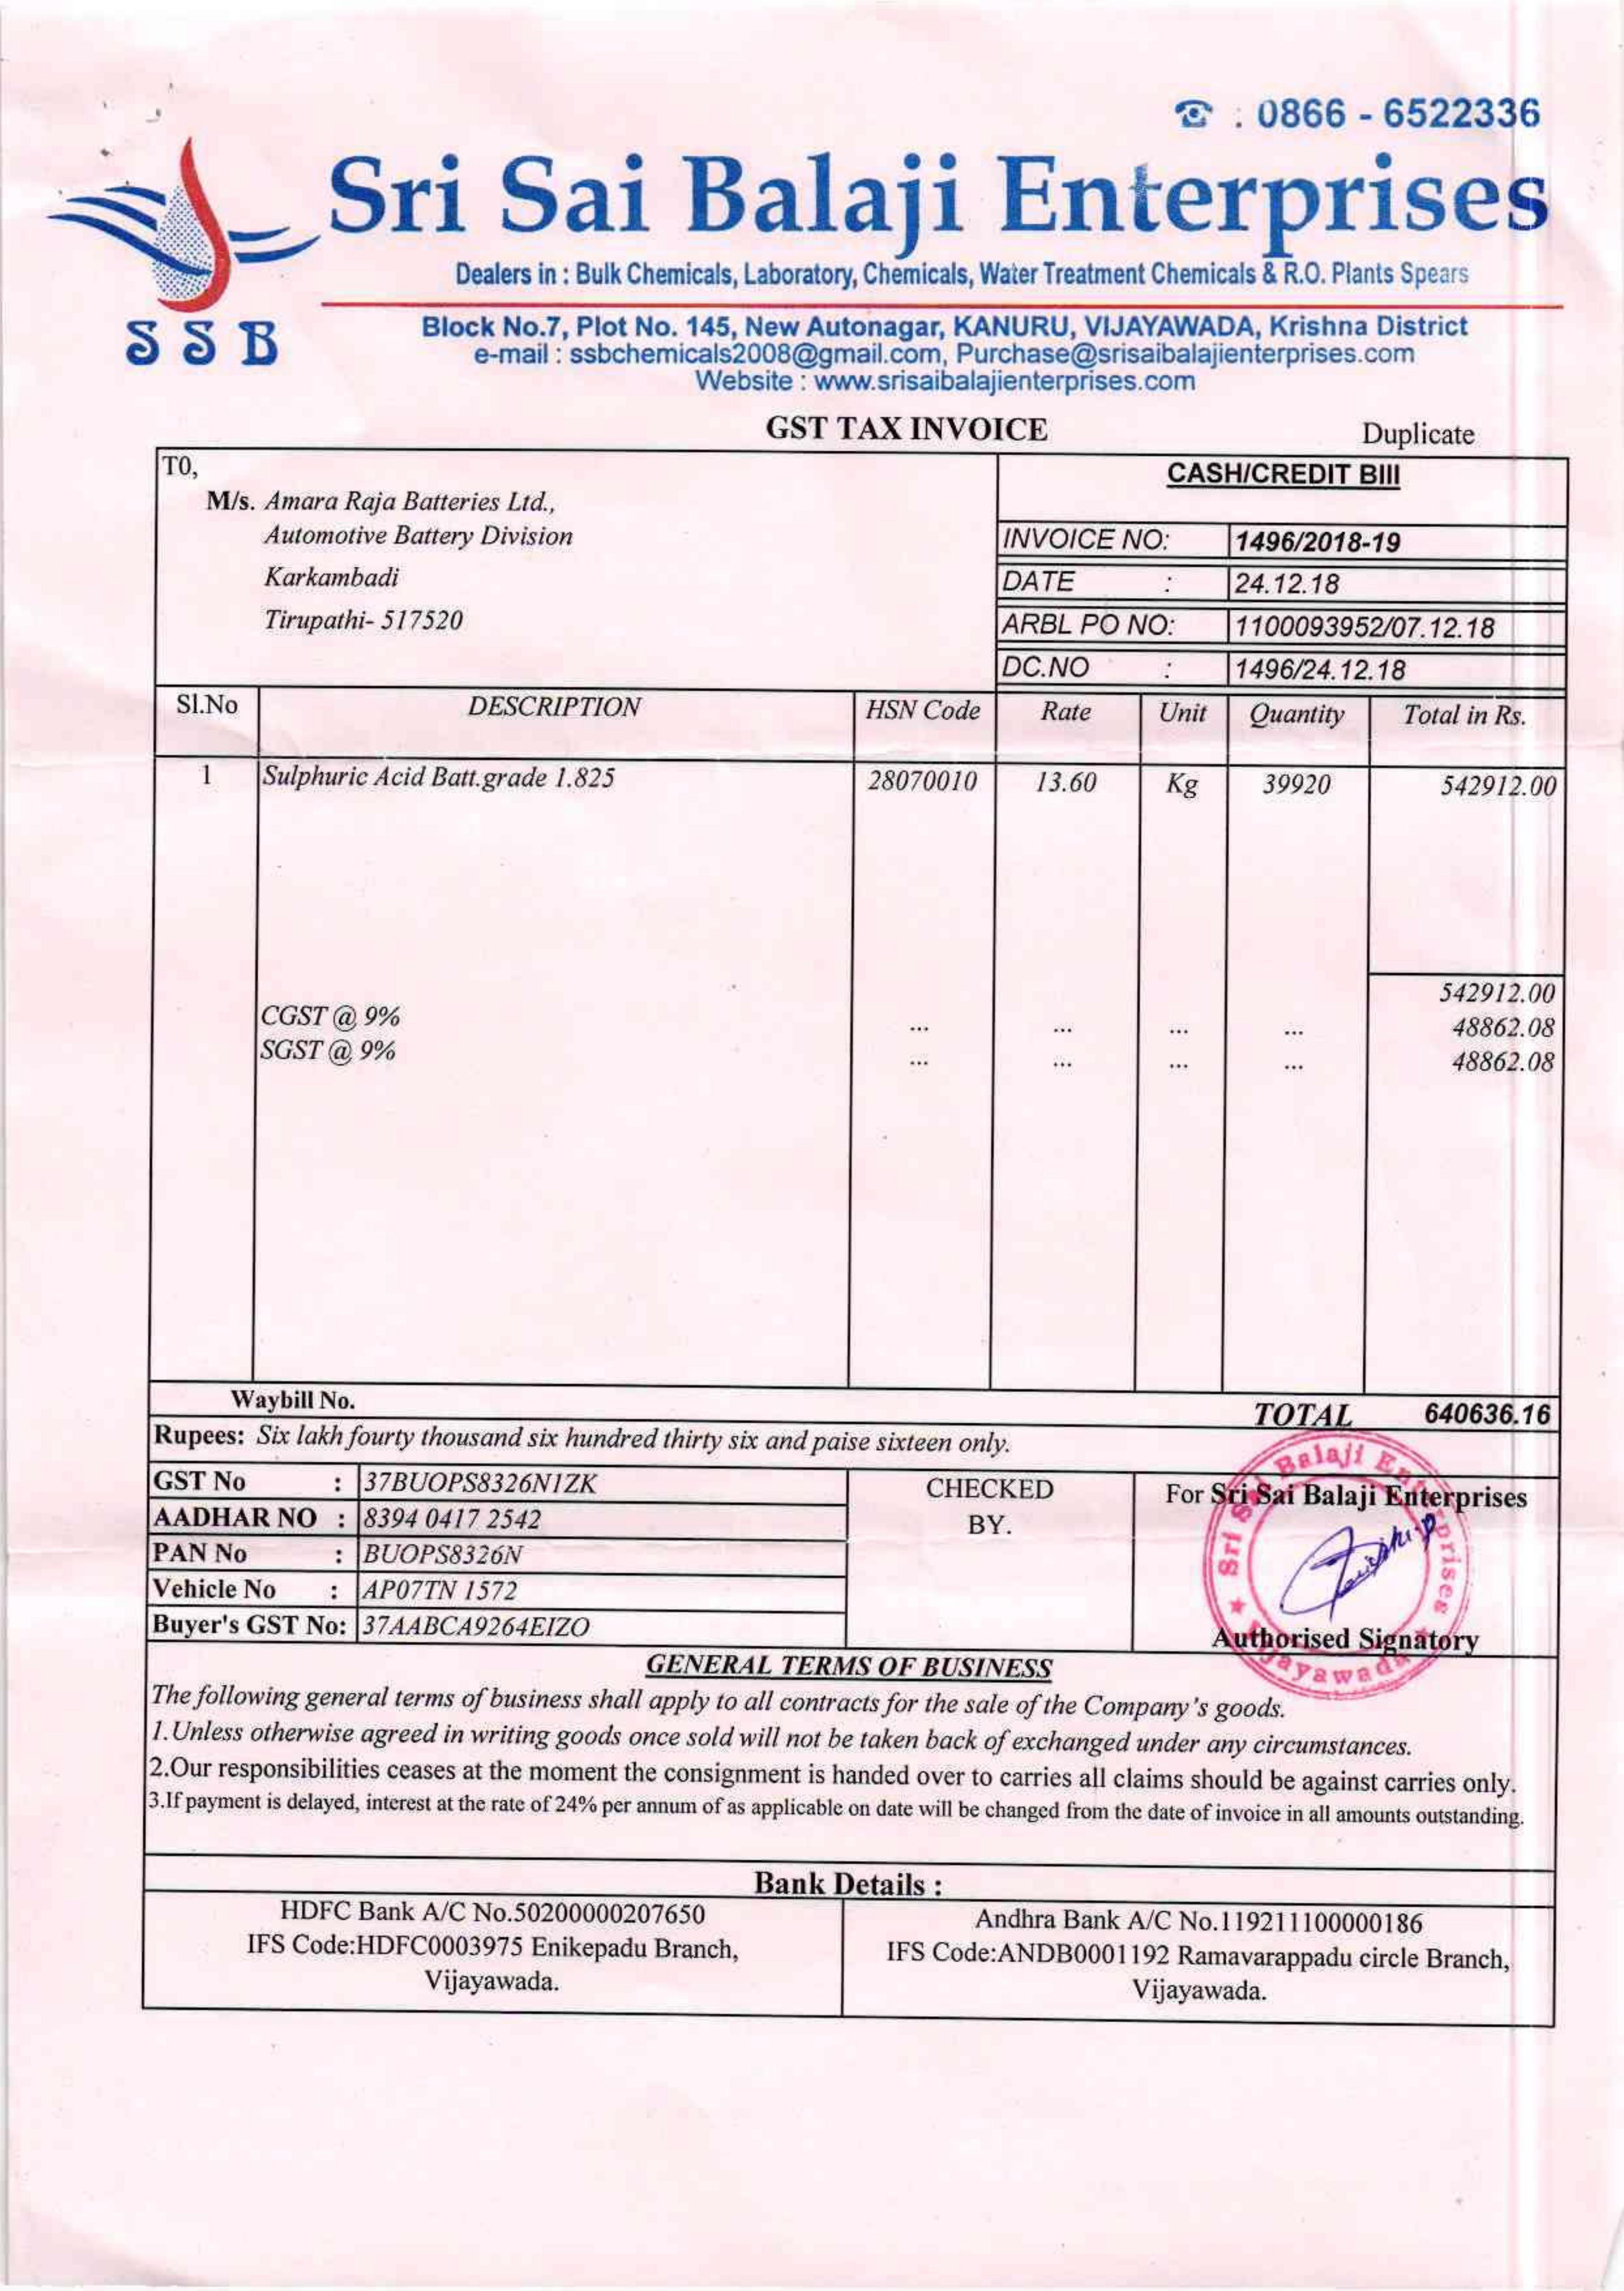 ☎ : 0866 - 6522336
Sri Sai Balaji Enterprises
Dealers in : Bulk Chemicals, Laboratory, Chemicals, Water Treatment Chemicals & R.O. Plants Spears
SSB
Block No.7, Plot No. 145, New Autonagar, KANURU, VIJAYAWADA, Krishna District
e-mail : ssbchemicals2008@gmail.com, Purchase@srisaibalajienterprises.com
Website : www.srisaibalajienterprises.com
GST TAX INVOICE Duplicate
T0,
M/s. Amara Raja Batteries Ltd.,
Automotive Battery Division
Karkambadi
Tirupathi- 517520
CASH/CREDIT BIll
INVOICE NO: 1496/2018-19
DATE : 24.12.18
ARBL PO NO: 1100093952/07.12.18
DC.NO : 1496/24.12.18
Sl.No DESCRIPTION HSN Code Rate Unit Quantity Total in Rs.
1 Sulphuric Acid Batt.grade 1.825 28070010 13.60 Kg 39920 542912.00
542912.00
CGST @ 9% ... ... ... ... 48862.08
SGST @ 9% ... ... ... ... 48862.08
Waybill No. TOTAL 640636.16
Rupees: Six lakh fourty thousand six hundred thirty six and paise sixteen only.
GST No : 37BUOPS8326N1ZK
AADHAR NO : 8394 0417 2542
PAN No : BUOPS8326N
Vehicle No : AP07TN 1572
Buyer's GST No: 37AABCA9264EIZO
CHECKED
BY.
For Sri Sai Balaji Enterprises
Sri Sai Balaji Enterprises
★ Vijayawada ★
Authorised Signatory
GENERAL TERMS OF BUSINESS
The following general terms of business shall apply to all contracts for the sale of the Company's goods.
1.Unless otherwise agreed in writing goods once sold will not be taken back of exchanged under any circumstances.
2.Our responsibilities ceases at the moment the consignment is handed over to carries all claims should be against carries only.
3.If payment is delayed, interest at the rate of 24% per annum of as applicable on date will be changed from the date of invoice in all amounts outstanding.
Bank Details :
HDFC Bank A/C No.50200000207650
IFS Code:HDFC0003975 Enikepadu Branch,
Vijayawada.
Andhra Bank A/C No.119211100000186
IFS Code:ANDB0001192 Ramavarappadu circle Branch,
Vijayawada.